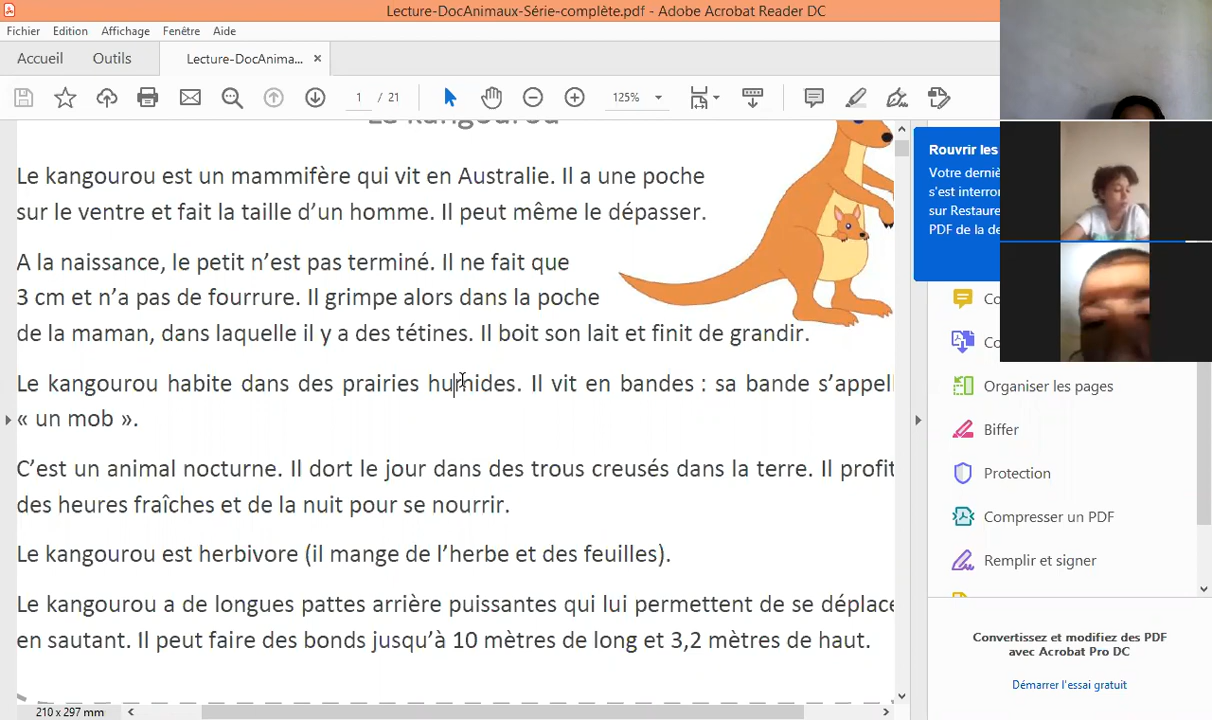 Lecture-DocAnimaux-Série-complète.pdf - Adobe Acrobat Reader DC
Fichier Edition Affichage Fenêtre Aide
Accueil Outils Lecture-DocAnima... ×
1 / 21 125%
Le kangourou
Rouvrir les
Votre derniè
s'est interron
sur Restaure
PDF de la de
Le kangourou est un mammifère qui vit en Australie. Il a une poche
sur le ventre et fait la taille d’un homme. Il peut même le dépasser.
A la naissance, le petit n’est pas terminé. Il ne fait que
3 cm et n’a pas de fourrure. Il grimpe alors dans la poche
de la maman, dans laquelle il y a des tétines. Il boit son lait et finit de grandir.
Le kangourou habite dans des prairies humides. Il vit en bandes : sa bande s’appell
« un mob ».
C’est un animal nocturne. Il dort le jour dans des trous creusés dans la terre. Il profit
des heures fraîches et de la nuit pour se nourrir.
Le kangourou est herbivore (il mange de l’herbe et des feuilles).
Le kangourou a de longues pattes arrière puissantes qui lui permettent de se déplace
en sautant. Il peut faire des bonds jusqu’à 10 mètres de long et 3,2 mètres de haut.
Co
Co
Organiser les pages
Biffer
Protection
Compresser un PDF
Remplir et signer
Convertissez et modifiez des PDF
avec Acrobat Pro DC
Démarrer l'essai gratuit
210 x 297 mm